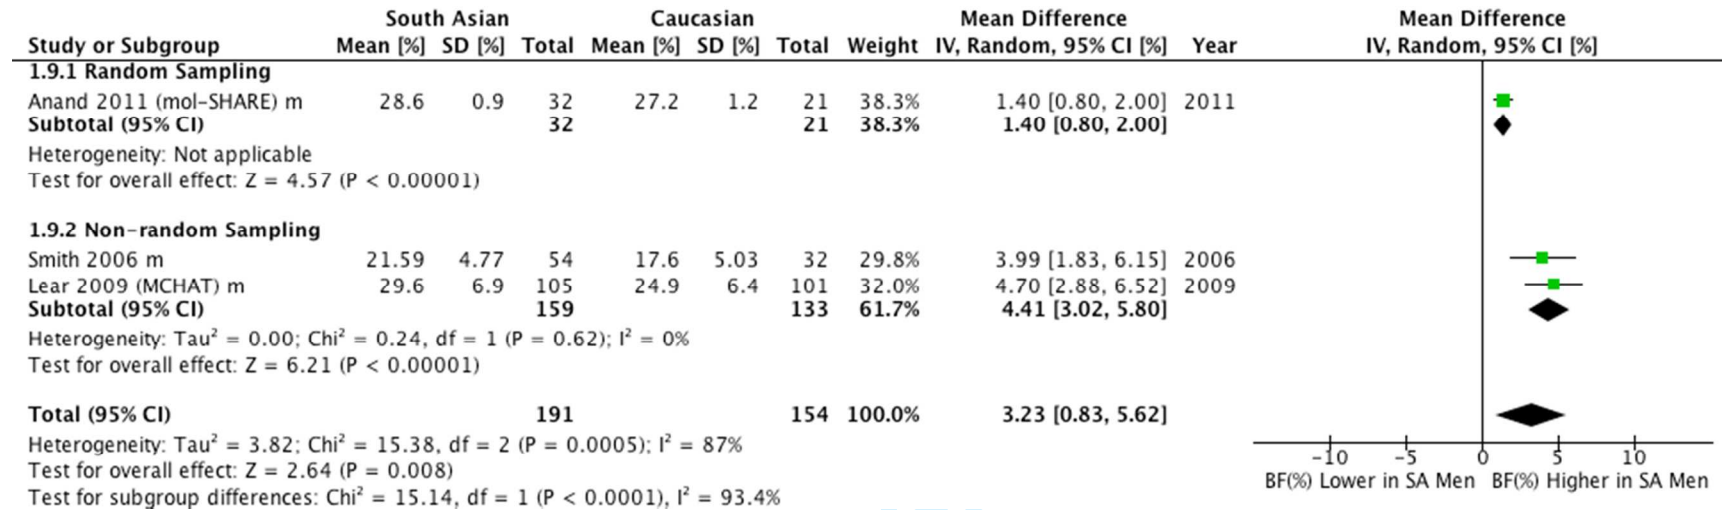 South Asian Caucasian Mean Difference Mean Difference
Study or Subgroup Mean [%] SD [%] Total Mean [%] SD [%] Total Weight IV, Random, 95% CI [%] Year IV, Random, 95% CI [%]
1.9.1 Random Sampling
Anand 2011 (mol-SHARE) m 28.6 0.9 32 27.2 1.2 21 38.3% 1.40 [0.80, 2.00] 2011
Subtotal (95% CI) 32 21 38.3% 1.40 [0.80, 2.00]
Heterogeneity: Not applicable
Test for overall effect: Z = 4.57 (P < 0.00001)
1.9.2 Non-random Sampling
Smith 2006 m 21.59 4.77 54 17.6 5.03 32 29.8% 3.99 [1.83, 6.15] 2006
Lear 2009 (MCHAT) m 29.6 6.9 105 24.9 6.4 101 32.0% 4.70 [2.88, 6.52] 2009
Subtotal (95% CI) 159 133 61.7% 4.41 [3.02, 5.80]
Heterogeneity: Tau² = 0.00; Chi² = 0.24, df = 1 (P = 0.62); I² = 0%
Test for overall effect: Z = 6.21 (P < 0.00001)
Total (95% CI) 191 154 100.0% 3.23 [0.83, 5.62]
Heterogeneity: Tau² = 3.82; Chi² = 15.38, df = 2 (P = 0.0005); I² = 87%
Test for overall effect: Z = 2.64 (P = 0.008)
Test for subgroup differences: Chi² = 15.14, df = 1 (P < 0.0001), I² = 93.4%
-10 -5 0 5 10
BF(%) Lower in SA Men BF(%) Higher in SA Men